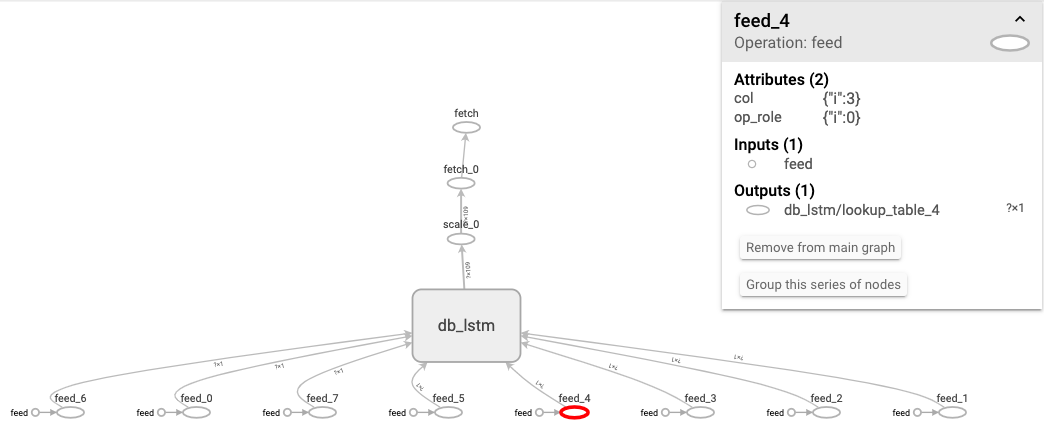 feed_4
Operation: feed
Attributes (2)
col {"i":3}
op_role {"i":0}
Inputs (1)
feed
Outputs (1)
db_lstm/lookup_table_4 ?×1
Remove from main graph
Group this series of nodes
fetch
fetch_0
?×109
scale_0
?×109
db_lstm
?×1 ?×1 ?×1 ?×1 ?×1 ?×1 ?×1 ?×1
feed_6 feed_0 feed_7 feed_5 feed_4 feed_3 feed_2 feed_1
feed feed feed feed feed feed feed feed